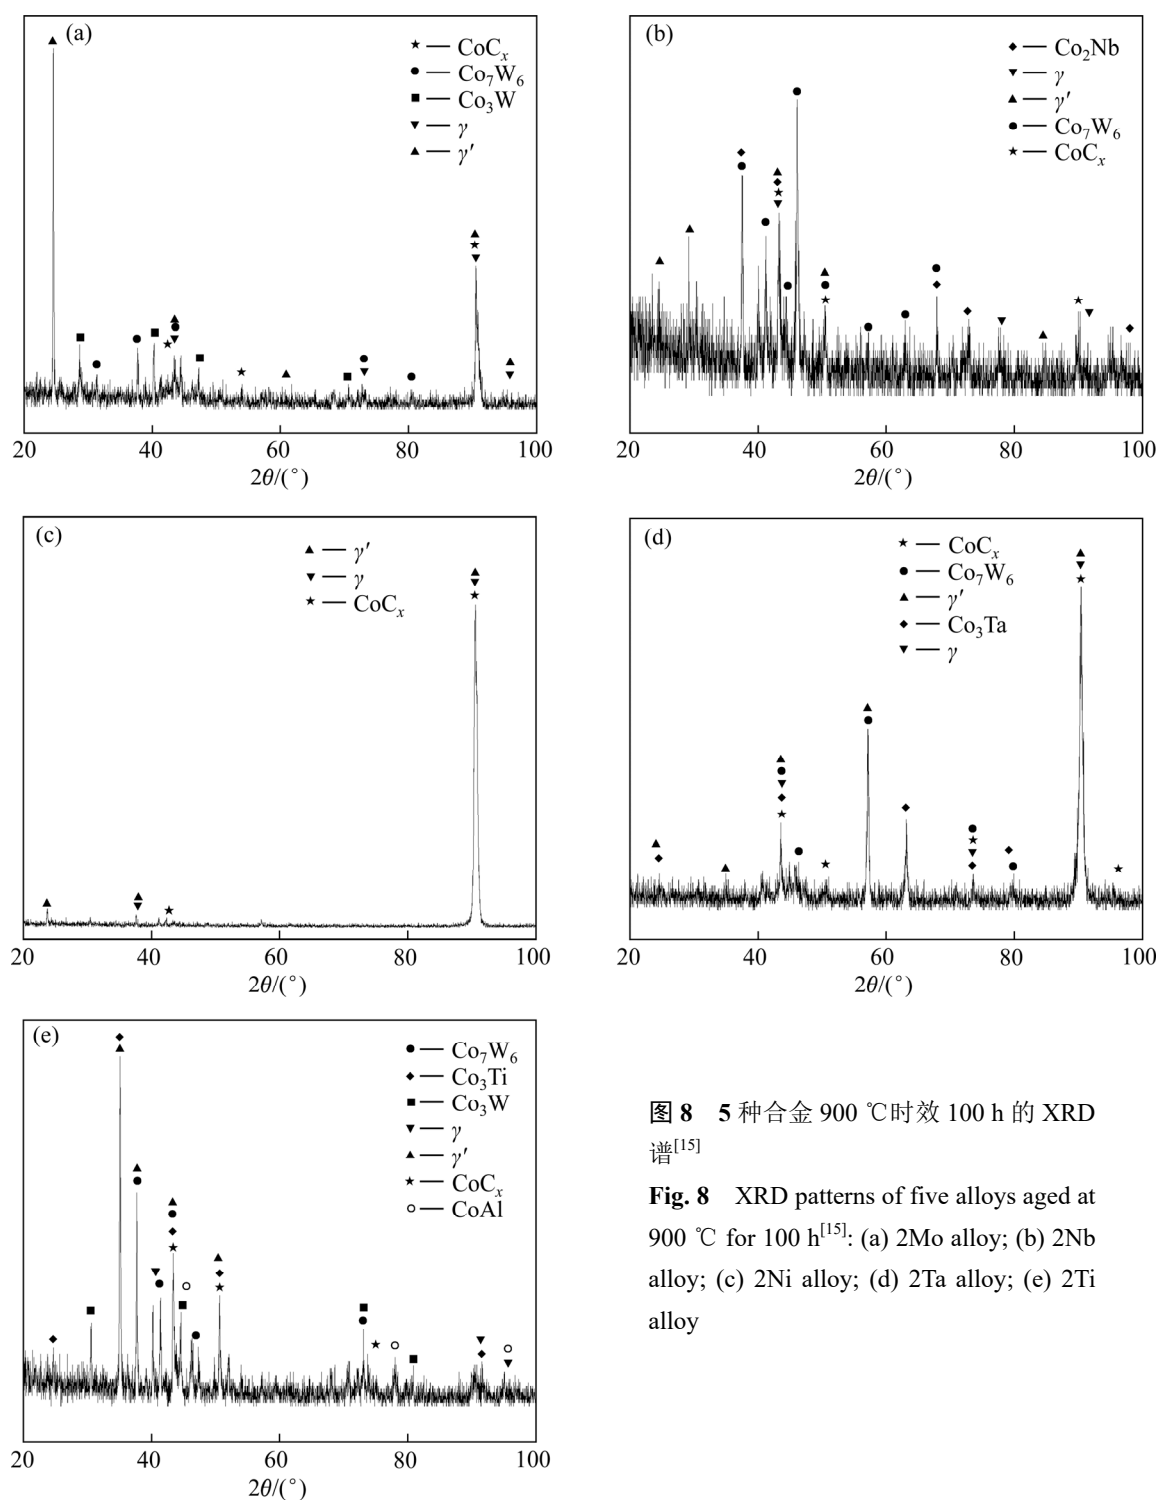 (a)
★ — CoCₓ
● — Co₇W₆
■ — Co₃W
▼ — γ
▲ — γ′
20 40 60 80 100
2θ/(°)
(b)
◆ — Co₂Nb
▼ — γ
▲ — γ′
● — Co₇W₆
★ — CoCₓ
20 40 60 80 100
2θ/(°)
(c)
▲ — γ′
▼ — γ
★ — CoCₓ
20 40 60 80 100
2θ/(°)
(d)
★ — CoCₓ
● — Co₇W₆
▲ — γ′
◆ — Co₃Ta
▼ — γ
20 40 60 80 100
2θ/(°)
(e)
● — Co₇W₆
◆ — Co₃Ti
■ — Co₃W
▼ — γ
▲ — γ′
★ — CoCₓ
○ — CoAl
20 40 60 80 100
2θ/(°)
图 8 5 种合金 900 ℃时效 100 h 的 XRD
谱[15]
Fig. 8 XRD patterns of five alloys aged at
900 ℃ for 100 h[15]: (a) 2Mo alloy; (b) 2Nb
alloy; (c) 2Ni alloy; (d) 2Ta alloy; (e) 2Ti
alloy